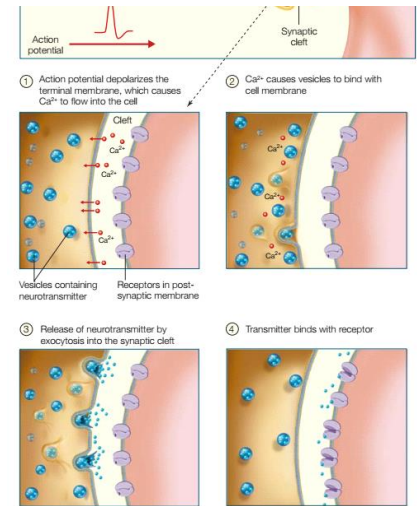 Action
potential
Synaptic
cleft
1 Action potential depolarizes the
terminal membrane, which causes
Ca²⁺ to flow into the cell
2 Ca²⁺ causes vesicles to bind with
cell membrane
Cleft
Ca²⁺
Ca²⁺
Ca²⁺
Ca²⁺
Ca²⁺
Ca²⁺
Vesicles containing
neurotransmitter
Receptors in post-
synaptic membrane
3 Release of neurotransmitter by
exocytosis into the synaptic cleft
4 Transmitter binds with receptor